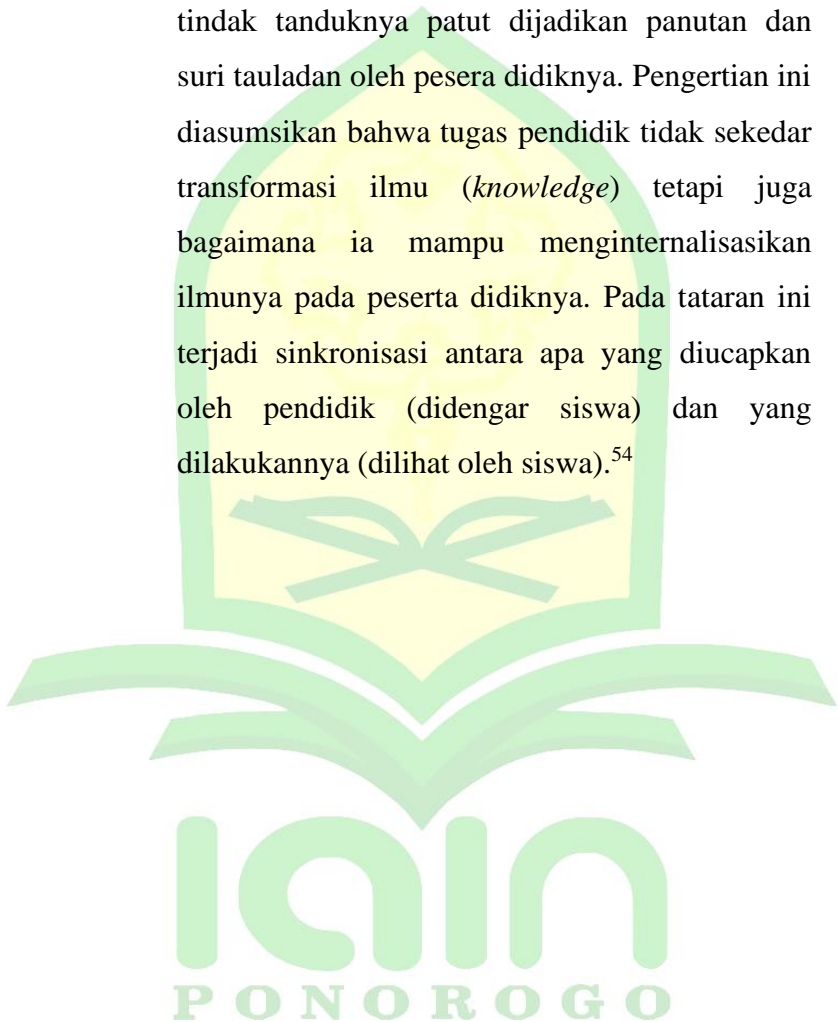 tindak tanduknya patut dijadikan panutan dan
suri tauladan oleh pesera didiknya. Pengertian ini
diasumsikan bahwa tugas pendidik tidak sekedar
transformasi ilmu (knowledge) tetapi juga
bagaimana ia mampu menginternalisasikan
ilmunya pada peserta didiknya. Pada tataran ini
terjadi sinkronisasi antara apa yang diucapkan
oleh pendidik (didengar siswa) dan yang
dilakukannya (dilihat oleh siswa).54
iain
PONOROGO